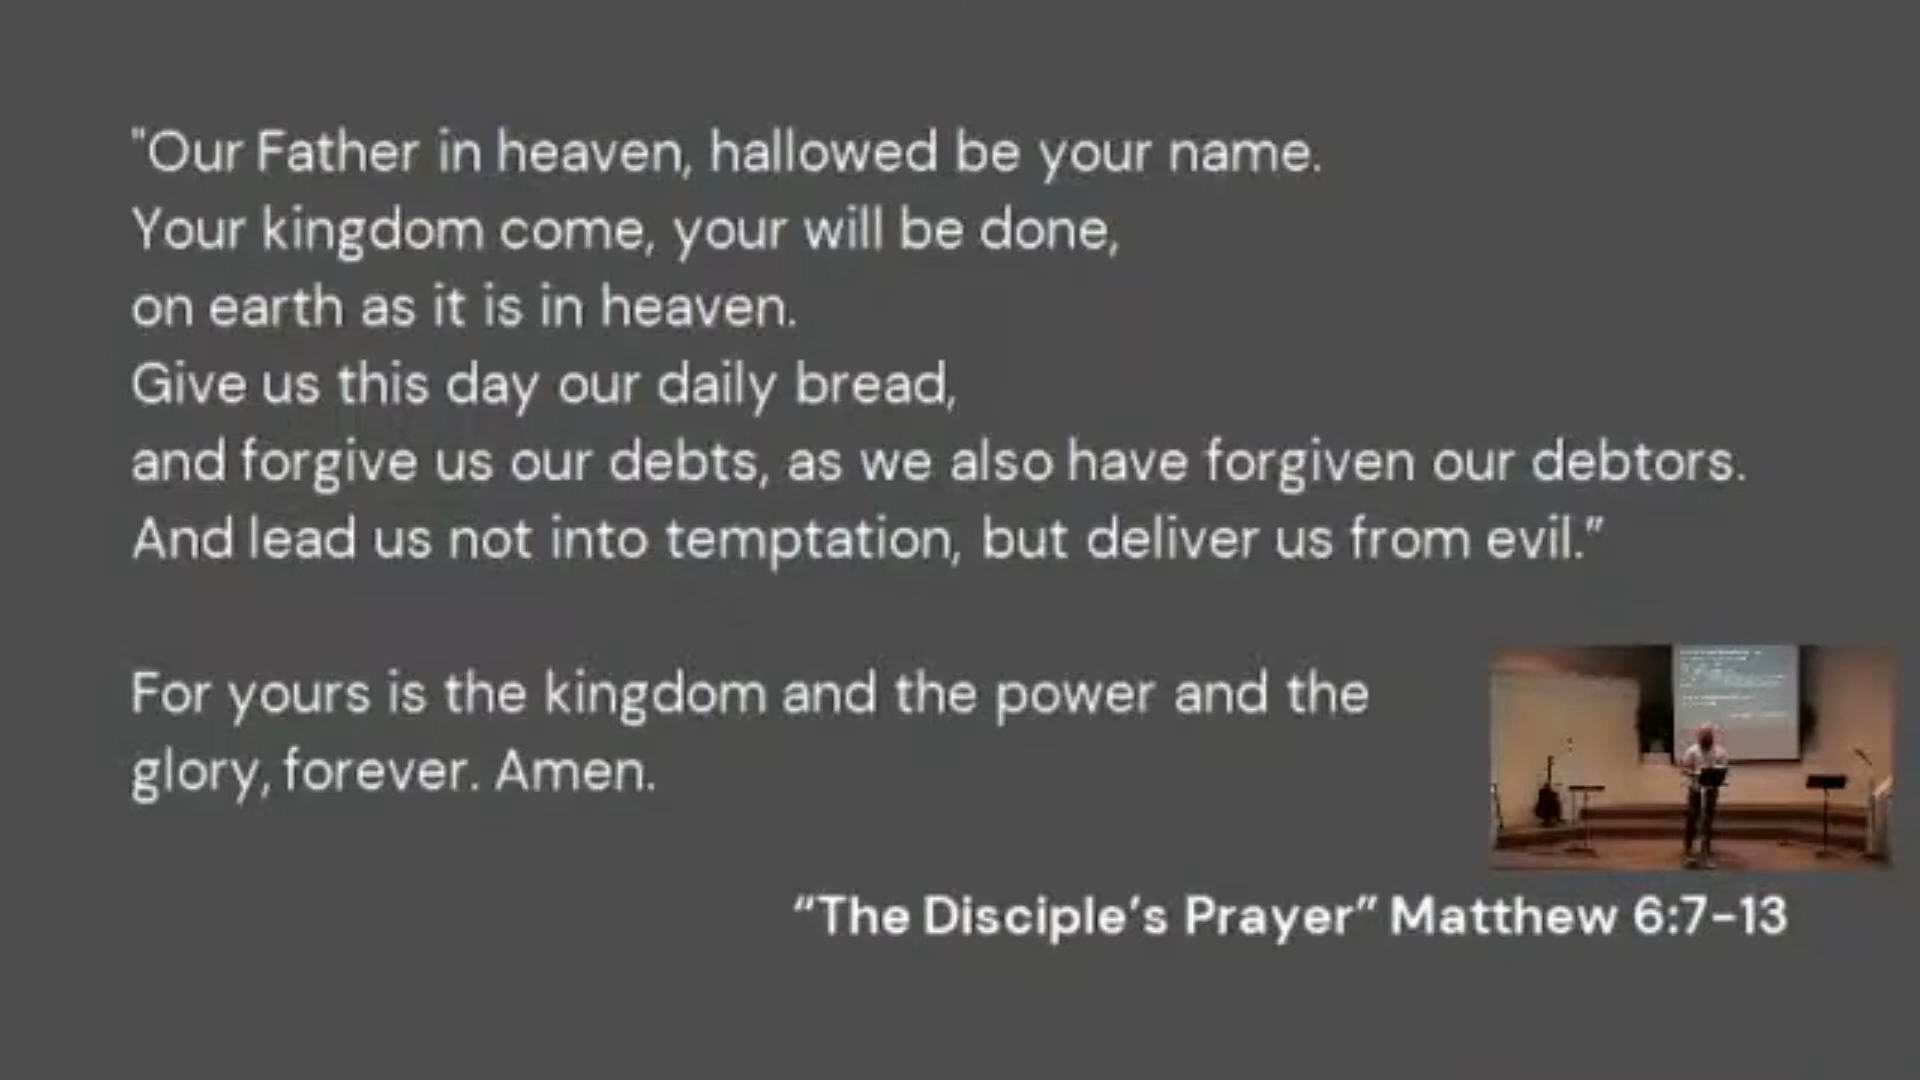 "Our Father in heaven, hallowed be your name.
Your kingdom come, your will be done,
on earth as it is in heaven.
Give us this day our daily bread,
and forgive us our debts, as we also have forgiven our debtors.
And lead us not into temptation, but deliver us from evil.”
For yours is the kingdom and the power and the
glory, forever. Amen.
“The Disciple’s Prayer” Matthew 6:7-13